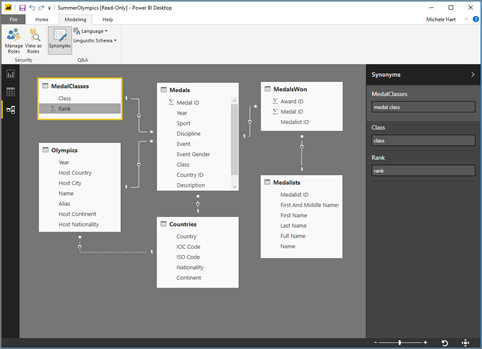 SummerOlympics [Read-Only] - Power BI Desktop
File Home Modeling Help
Michele Hart
Manage Roles
View as Roles
Synonyms
Language
Linguistic Schema
Security
Q&A
MedalClasses
Class
Σ Rank
Medals
Σ Medal ID
Year
Sport
Discipline
Event
Event Gender
Class
Country ID
Description
MedalsWon
Award ID
Σ Medal ID
Medalist ID
Olympics
Year
Host Country
Host City
Name
Alias
Host Continent
Host Nationality
Countries
Country
IOC Code
ISO Code
Nationality
Continent
Medalists
Medalist ID
First And Middle Name
First Name
Last Name
Full Name
Name
Synonyms
MedalClasses
medal class
Class
class
Rank
rank